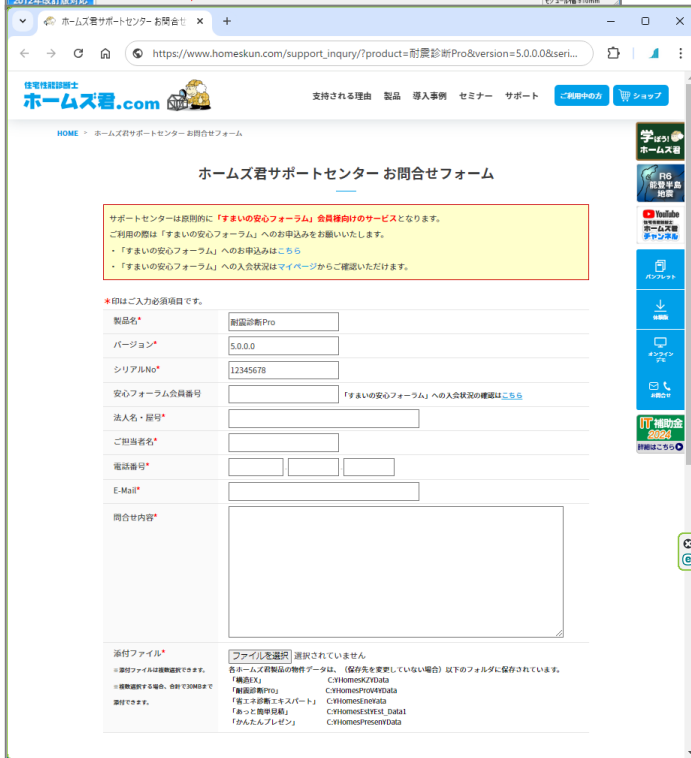 2012年改訂版対応
ホームズ君サポートセンター お問合せ
https://www.homeskun.com/support_inqury/?product=耐震診断Pro&version=5.0.0.0&seri...
住宅性能診断士
ホームズ君.com
支持される理由 製品 導入事例 セミナー サポート ご利用中の方 ショップ
HOME > ホームズ君サポートセンター お問合せフォーム
学ぼう!
ホームズ君
R6
能登半島
地震
YouTube
住宅性能診断士
ホームズ君
チャンネル
パンフレット
体験版
オンライン
デモ
お問合せ
IT補助金
2024
詳細はこちら
ホームズ君サポートセンター お問合せフォーム
サポートセンターは原則的に「すまいの安心フォーラム」会員様向けのサービスとなります。
ご利用の際は「すまいの安心フォーラム」へのお申込みをお願いいたします。
・「すまいの安心フォーラム」へのお申込みはこちら
・「すまいの安心フォーラム」への入会状況はマイページからご確認いただけます。
*印はご入力必須項目です。
製品名* 耐震診断Pro
バージョン* 5.0.0.0
シリアルNo* 12345678
安心フォーラム会員番号 「すまいの安心フォーラム」への入会状況の確認はこちら
法人名・屋号*
ご担当者名*
電話番号* - -
E-Mail*
問合せ内容*
添付ファイル* ファイルを選択 選択されていません
※添付ファイルは複数選択できます。
※複数選択する場合、合計で30MBまで
添付できます。
各ホームズ君製品の物件データは、（保存先を変更していない場合）以下のフォルダに保存されています。
「構造EX」 C:¥HomesKZ¥Data
「耐震診断Pro」 C:¥HomesProV4¥Data
「省エネ診断エキスパート」 C:¥HomesEne¥ata
「あっと簡単見積」 C:¥HomesEst¥Est_Data1
「かんたんプレゼン」 C:¥HomesPresen¥Data